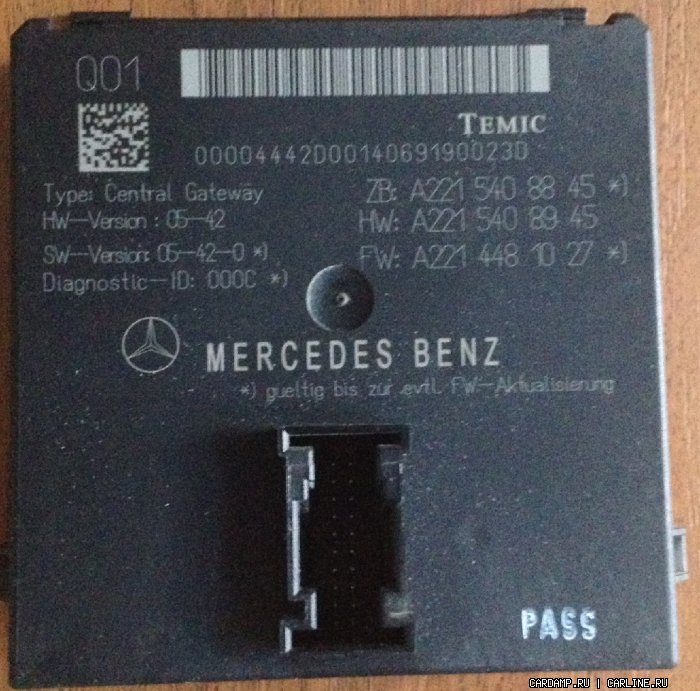 Q01
TEMIC
00004442D0014069190023D
Type: Central Gateway
ZB: A221 540 88 45 *)
HW-Version : 05-42
HW: A221 540 89 45
SW-Version: 05-42-0 *)
FW: A221 448 10 27 *)
Diagnostic-ID: 000C *)
MERCEDES BENZ
*) gueltig bis zur evtl. FW-Aktualisierung
PASS
CARDAMP.RU | CARLINE.RU